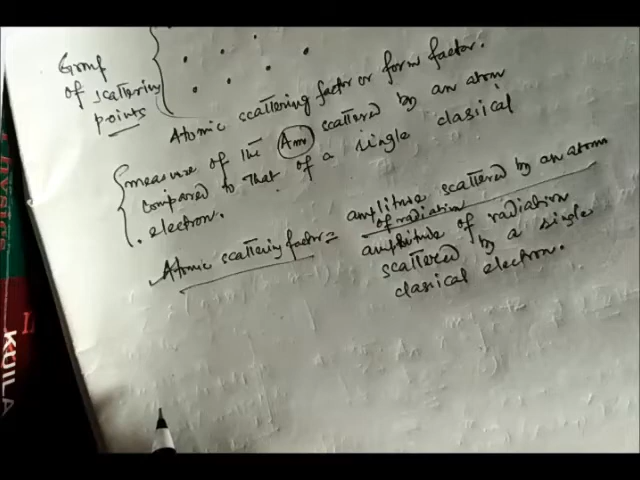 Group
of scattering
points
Atomic scattering factor or form factor.
measure of the Am scattered by an atom
compared to that of a single classical
electron.
Atomic scattering factor = amplitude scattered by an atom
of radiation
amplitude of radiation
scattered by a single
classical electron.
KUILA